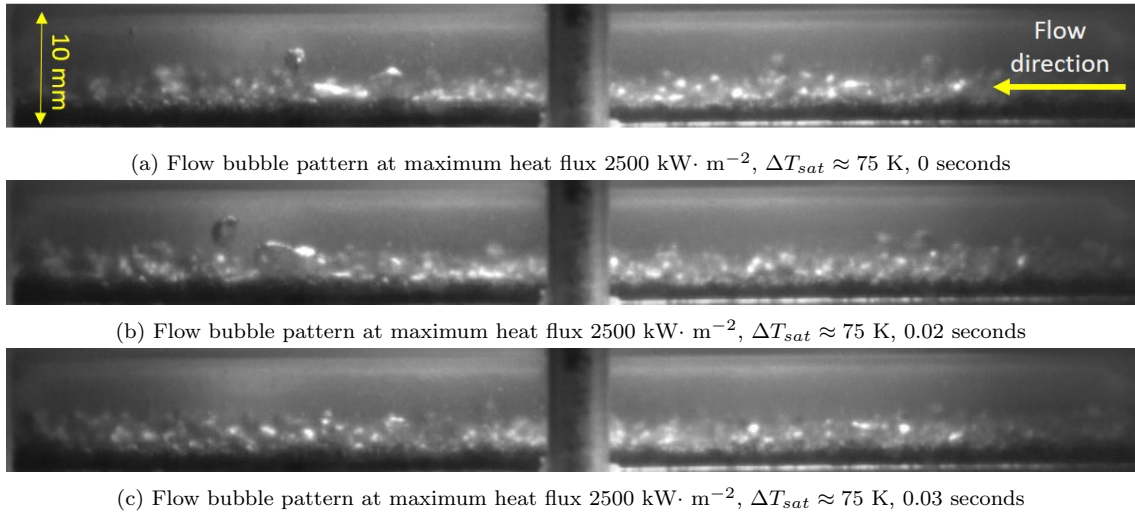 10 mm
Flow
direction
(a) Flow bubble pattern at maximum heat flux 2500 kW· m⁻², ΔTsat ≈ 75 K, 0 seconds
(b) Flow bubble pattern at maximum heat flux 2500 kW· m⁻², ΔTsat ≈ 75 K, 0.02 seconds
(c) Flow bubble pattern at maximum heat flux 2500 kW· m⁻², ΔTsat ≈ 75 K, 0.03 seconds